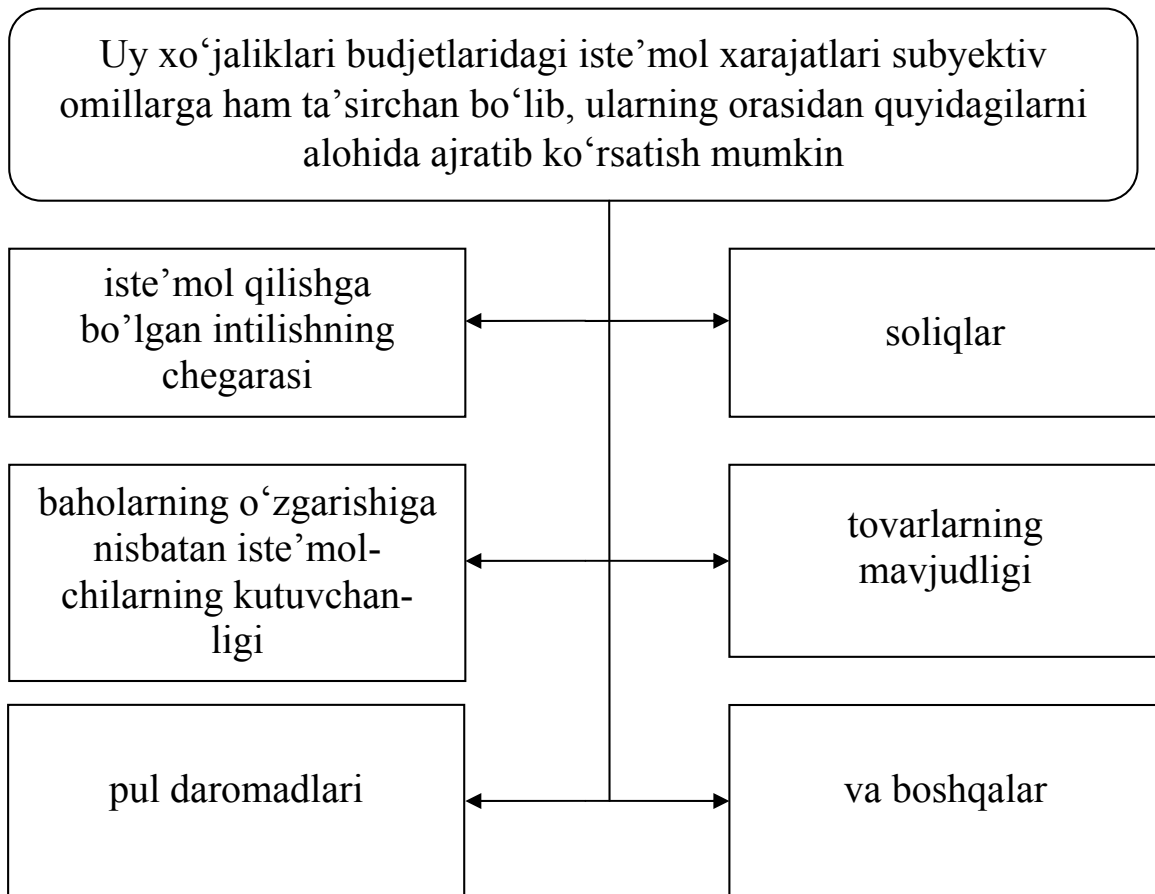 Uy xo‘jaliklari budjetlaridagi iste’mol xarajatlari subyektiv
omillarga ham ta’sirchan bo‘lib, ularning orasidan quyidagilarni
alohida ajratib ko‘rsatish mumkin
iste’mol qilishga
bo’lgan intilishning
chegarasi
soliqlar
baholarning o‘zgarishiga
nisbatan iste’mol-
chilarning kutuvchan-
ligi
tovarlarning
mavjudligi
pul daromadlari
va boshqalar